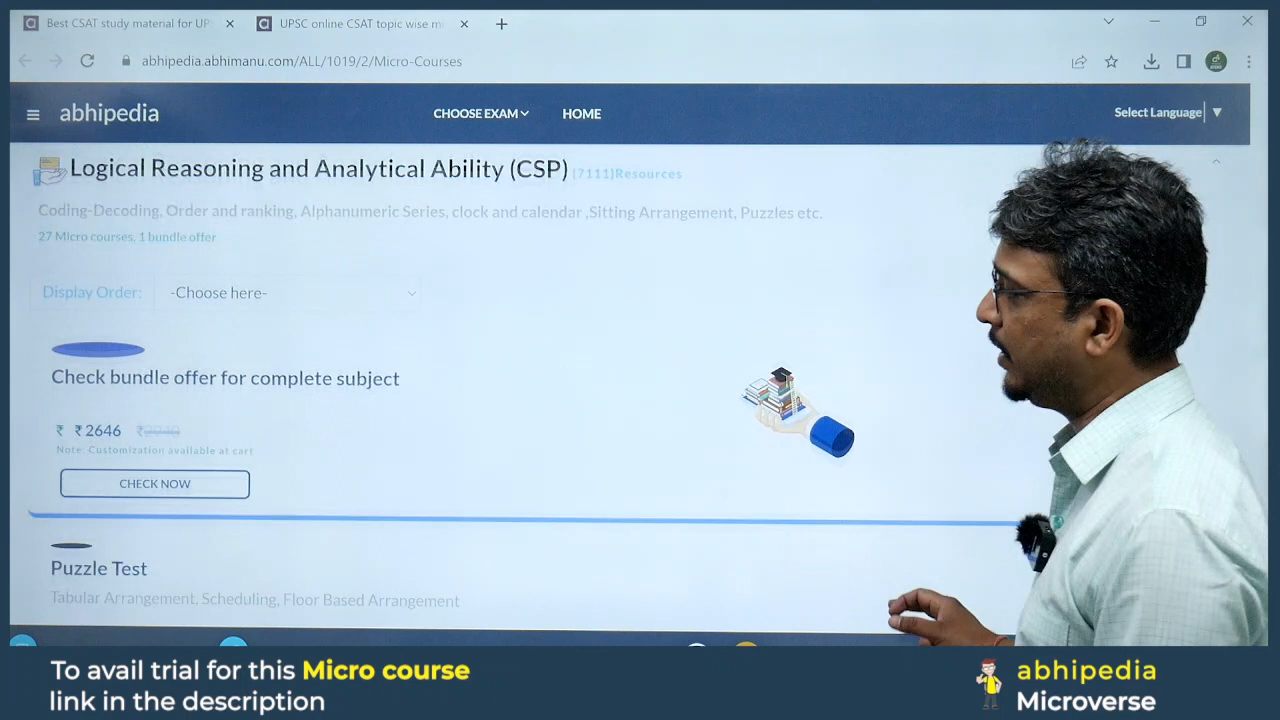 Best CSAT study material for UP
UPSC online CSAT topic wise m
abhipedia.abhimanu.com/ALL/1019/2/Micro-Courses
abhipedia
CHOOSE EXAM
HOME
Select Language
Logical Reasoning and Analytical Ability (CSP) (7111)Resources
Coding-Decoding, Order and ranking, Alphanumeric Series, clock and calendar ,Sitting Arrangement, Puzzles etc.
27 Micro courses, 1 bundle offer
Display Order:
-Choose here-
Check bundle offer for complete subject
₹ ₹ 2646
Note: Customization available at cart
CHECK NOW
Puzzle Test
Tabular Arrangement, Scheduling, Floor Based Arrangement
To avail trial for this Micro course
link in the description
abhipedia
Microverse